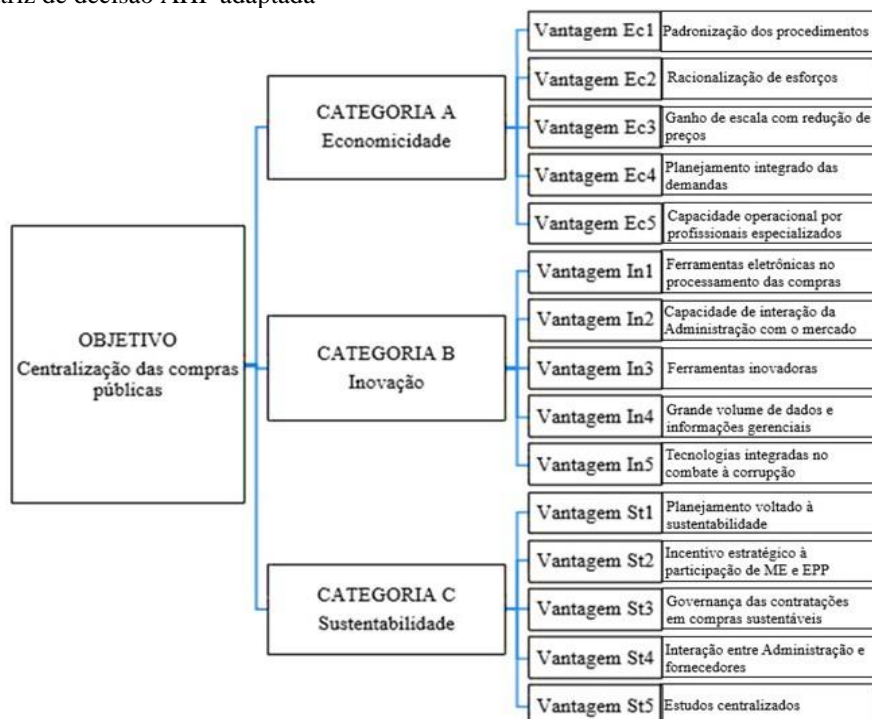 triz de decisão AHP adaptada
OBJETIVO
Centralização das compras
públicas
CATEGORIA A
Economicidade
Vantagem Ec1
Padronização dos procedimentos
Vantagem Ec2
Racionalização de esforços
Vantagem Ec3
Ganho de escala com redução de
preços
Vantagem Ec4
Planejamento integrado das
demandas
Vantagem Ec5
Capacidade operacional por
profissionais especializados
CATEGORIA B
Inovação
Vantagem In1
Ferramentas eletrônicas no
processamento das compras
Vantagem In2
Capacidade de interação da
Administração com o mercado
Vantagem In3
Ferramentas inovadoras
Vantagem In4
Grande volume de dados e
informações gerenciais
Vantagem In5
Tecnologias integradas no
combate à corrupção
CATEGORIA C
Sustentabilidade
Vantagem St1
Planejamento voltado à
sustentabilidade
Vantagem St2
Incentivo estratégico à
participação de ME e EPP
Vantagem St3
Governança das contratações
em compras sustentáveis
Vantagem St4
Interação entre Administração e
fornecedores
Vantagem St5
Estudos centralizados